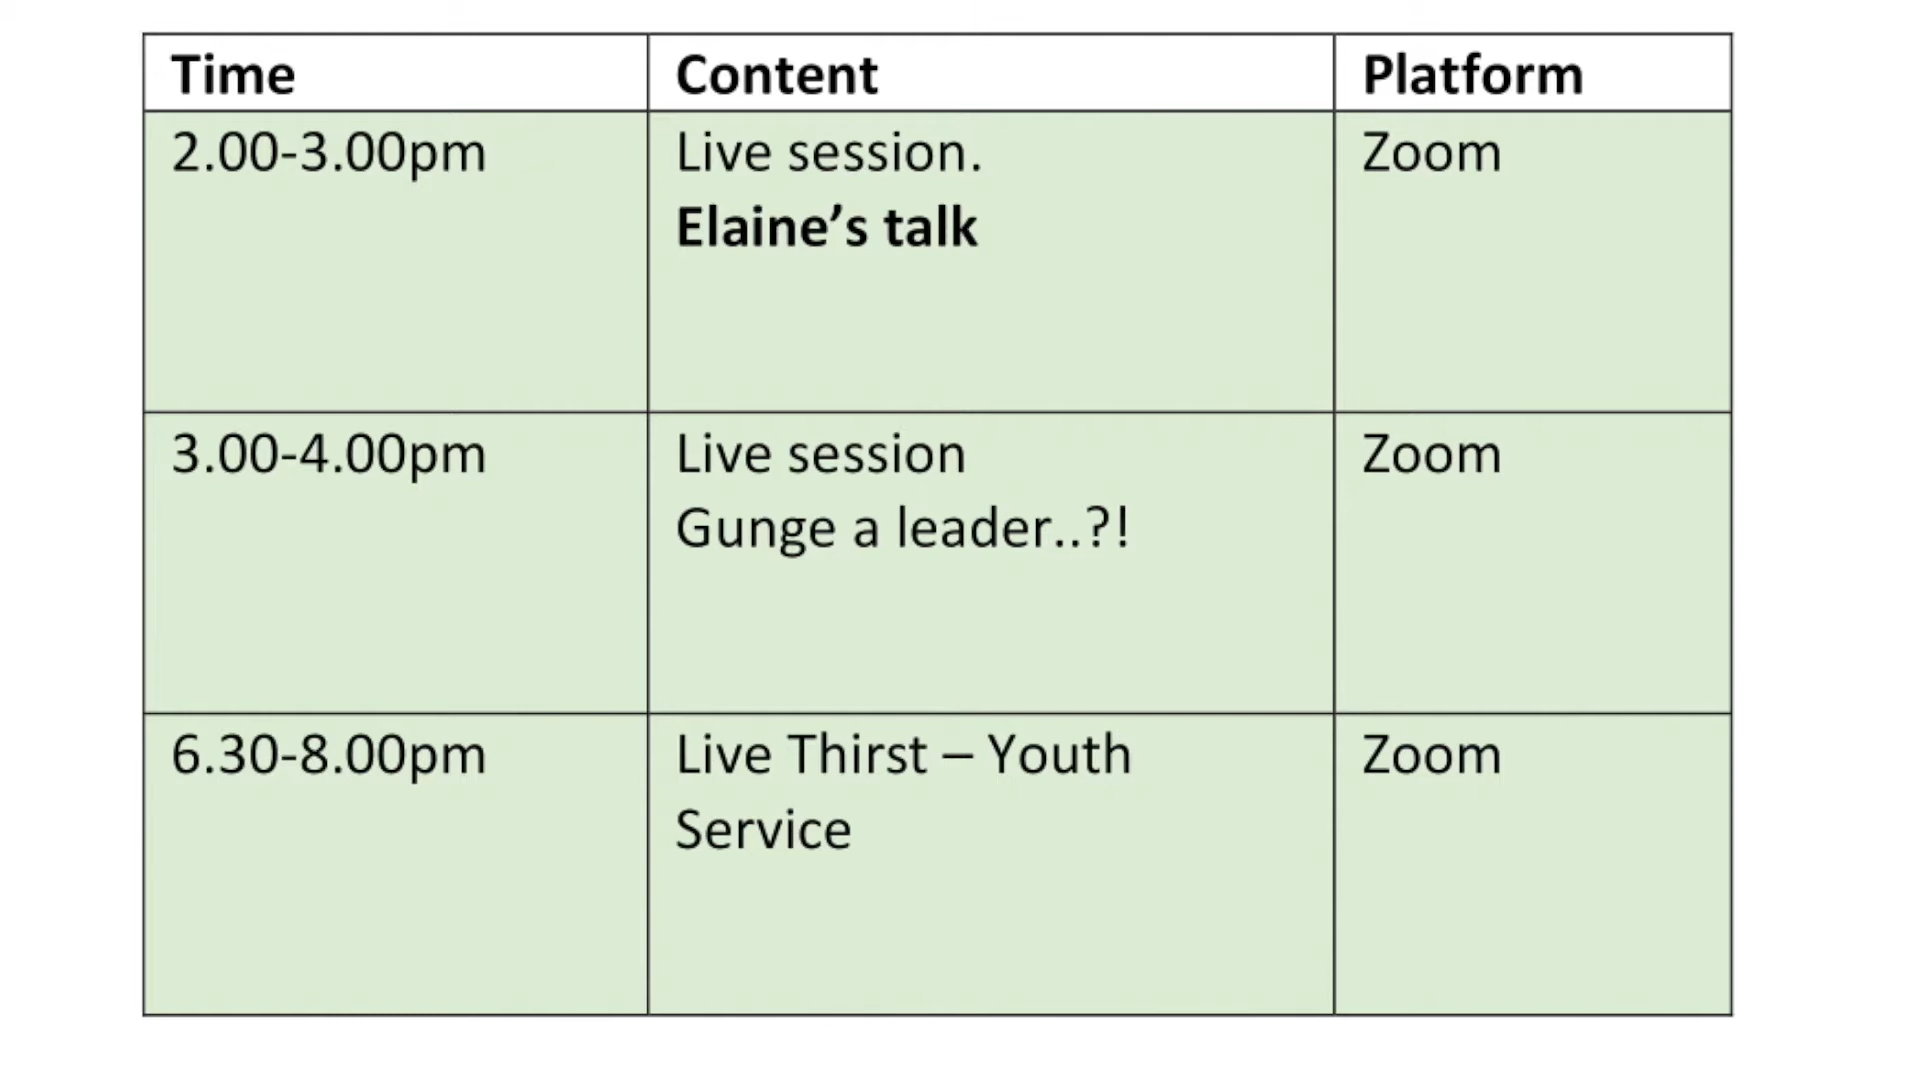 Time Content Platform
2.00-3.00pm Live session. Zoom
Elaine’s talk
3.00-4.00pm Live session Zoom
Gunge a leader..?!
6.30-8.00pm Live Thirst – Youth Zoom
Service